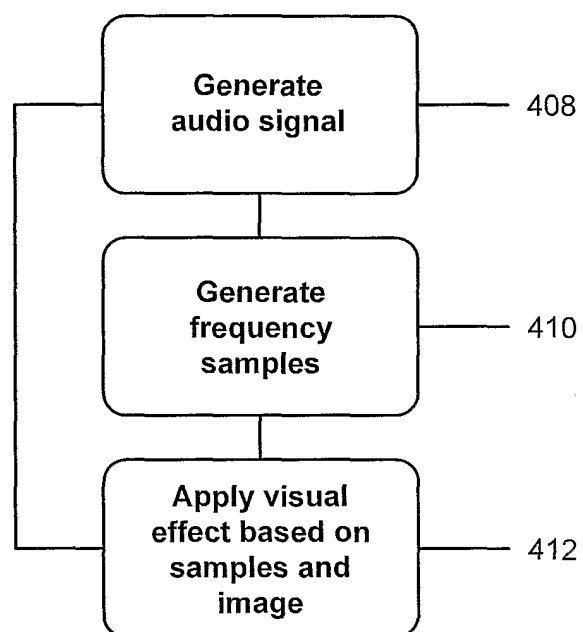 Generate
audio signal
408
Generate
frequency
samples
410
Apply visual
effect based on
samples and
image
412